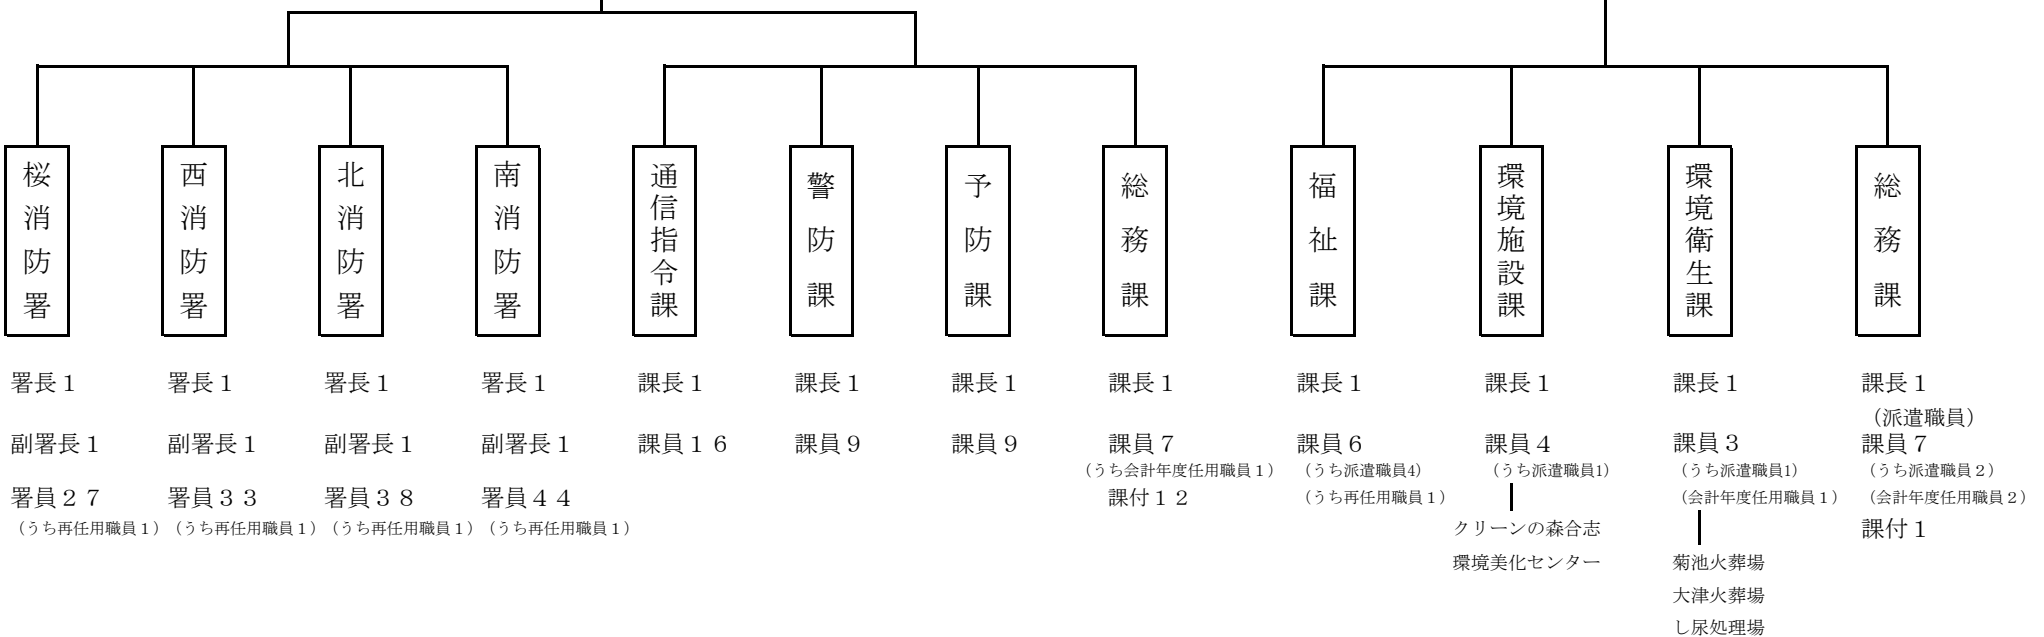 桜消防署
西消防署
北消防署
南消防署
通信指令課
警防課
予防課
総務課
福祉課
環境施設課
環境衛生課
総務課
署長１
署長１
署長１
署長１
課長１
課長１
課長１
課長１
課長１
課長１
課長１
課長１
（派遣職員）
副署長１
副署長１
副署長１
副署長１
課員１６
課員９
課員９
課員７
課員６
課員４
課員３
課員７
（うち会計年度任用職員１）
（うち派遣職員4）
（うち派遣職員1）
（うち派遣職員1）
（うち派遣職員２）
署員２７
署員３３
署員３８
署員４４
課付１２
（うち再任用職員１）
（会計年度任用職員１）
（会計年度任用職員２）
（うち再任用職員１）
（うち再任用職員１）
（うち再任用職員１）
（うち再任用職員１）
クリーンの森合志
課付１
環境美化センター
菊池火葬場
大津火葬場
し尿処理場